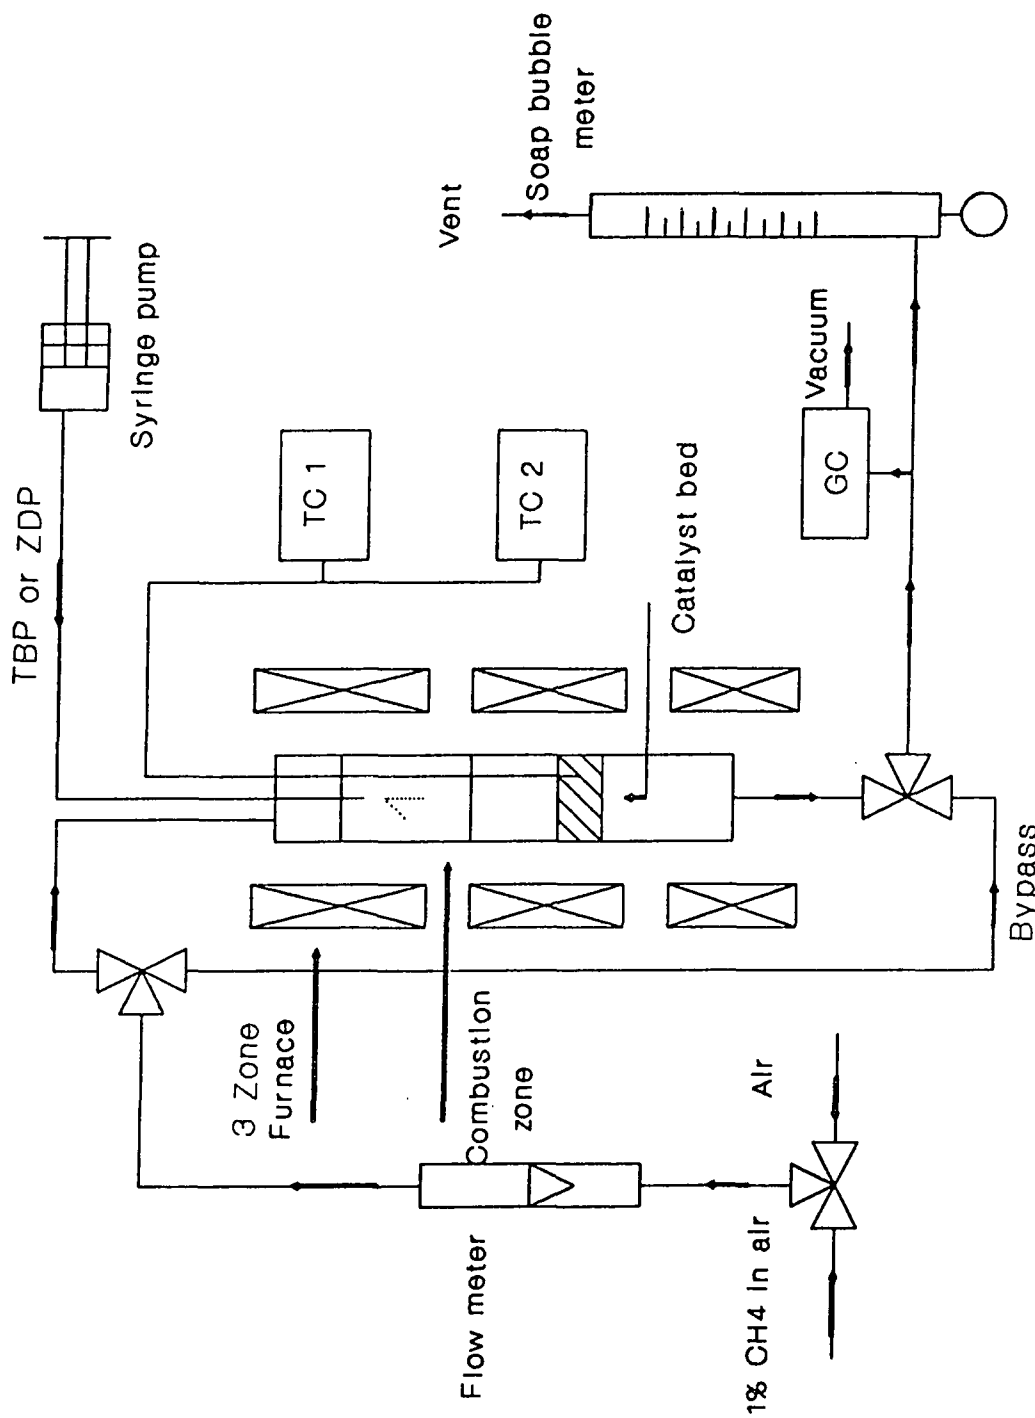 TBP or ZDP
Syringe pump
Vent
Soap bubble
meter
TC 1
TC 2
Vacuum
GC
Catalyst bed
3 Zone
Furnace
Combustion
zone
Flow meter
Air
1% CH4 in air
Bypass